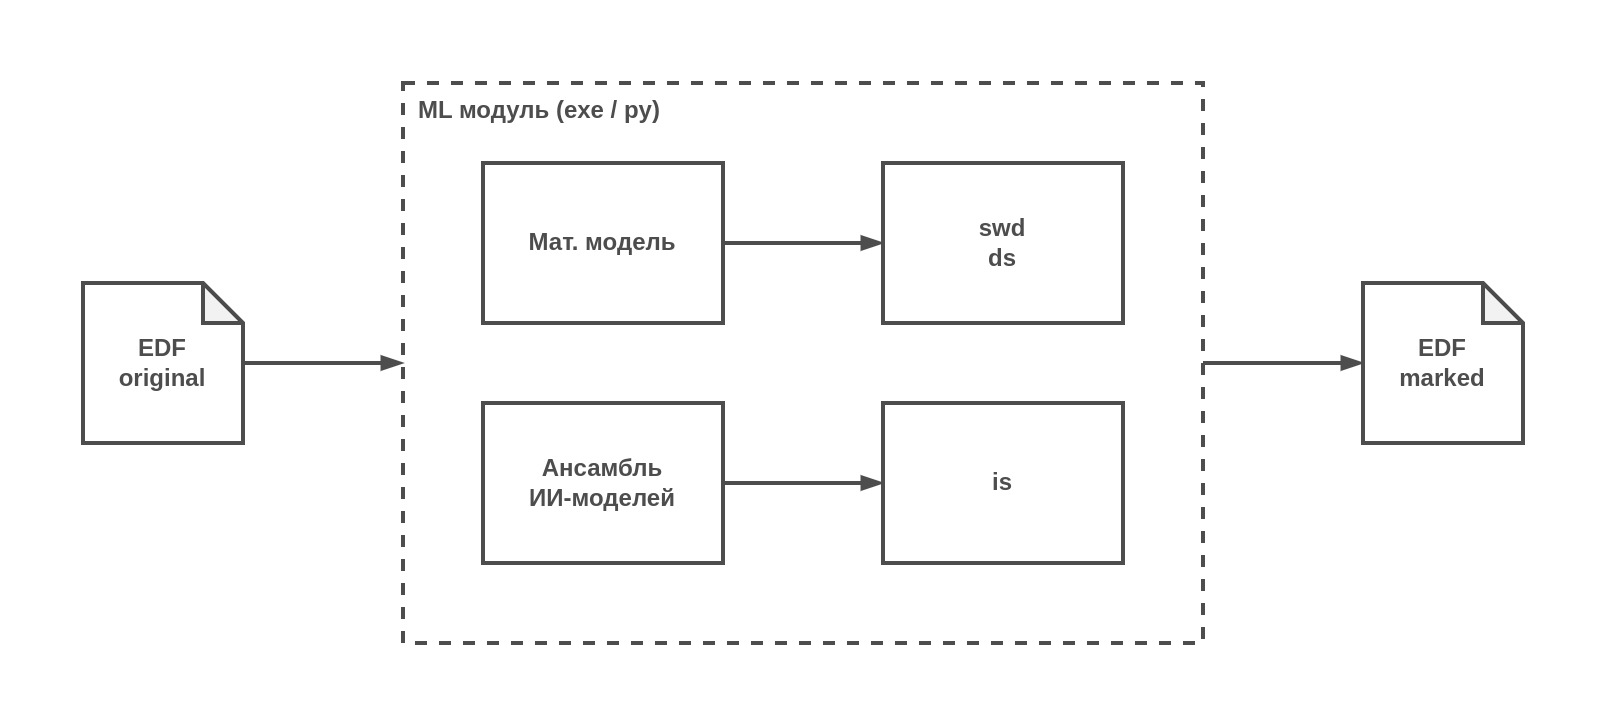 ML модуль (exe / py)
Мат. модель
swd
ds
EDF
original
EDF
marked
Ансамбль
ИИ-моделей
is